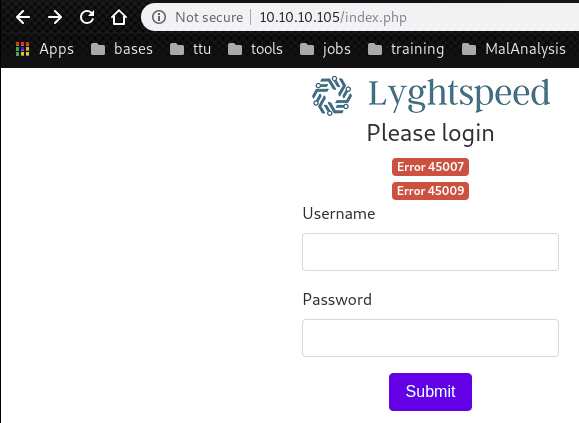 Not secure | 10.10.10.105/index.php
Apps bases ttu tools jobs training MalAnalysis
Lyghtspeed
Please login
Error 45007
Error 45009
Username
Password
Submit